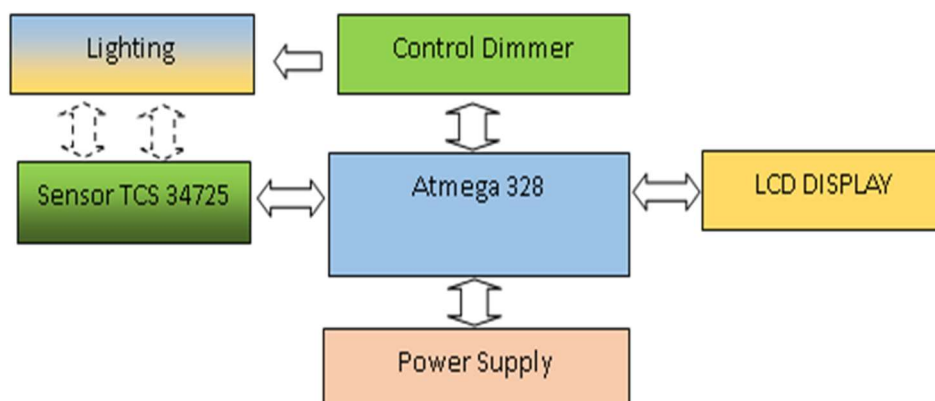 Lighting
Control Dimmer
Sensor TCS 34725
Atmega 328
LCD DISPLAY
Power Supply